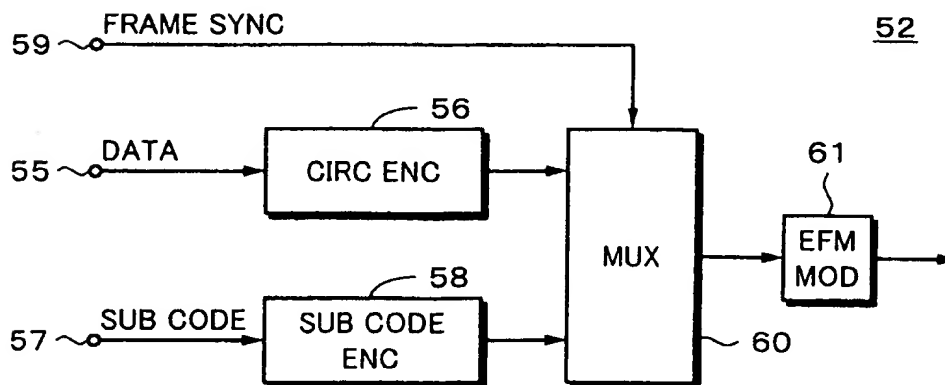 FRAME SYNC
52
59
56
DATA
61
55
CIRC ENC
MUX
EFM
MOD
58
SUB CODE
57
SUB CODE
ENC
60